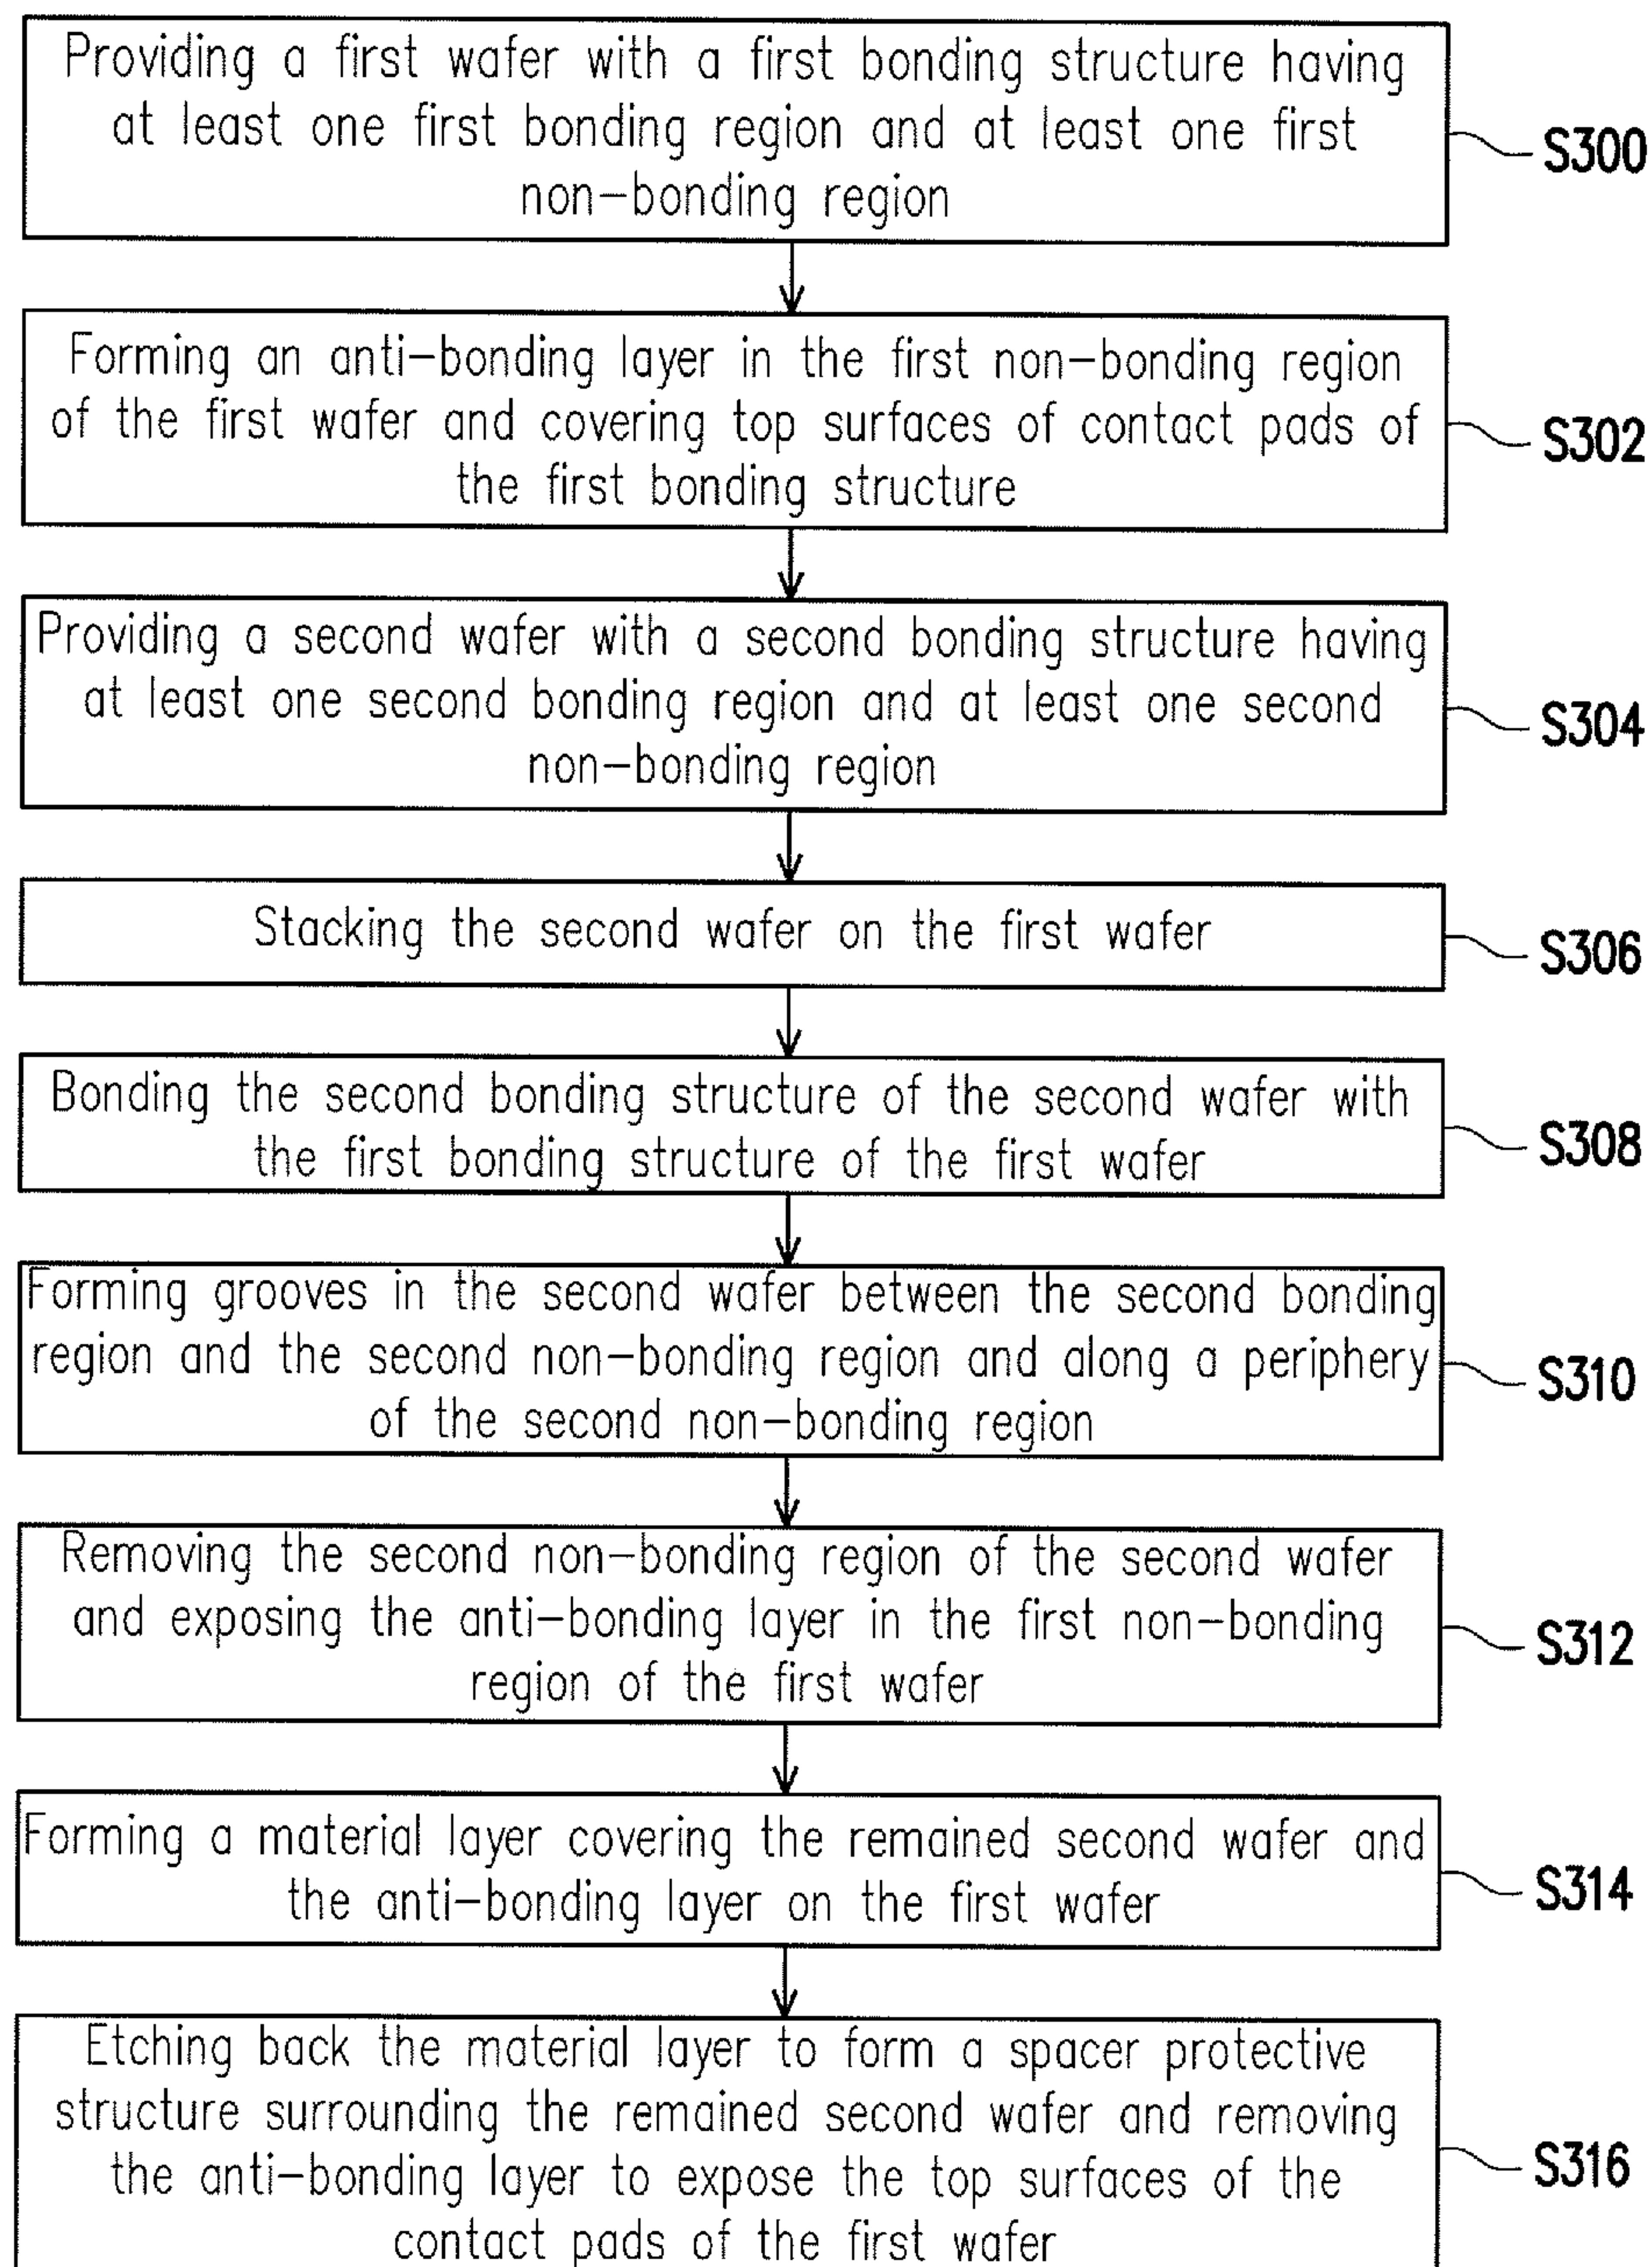 Providing a first wafer with a first bonding structure having
at least one first bonding region and at least one first
non-bonding region
S300
Forming an anti-bonding layer in the first non-bonding region
of the first wafer and covering top surfaces of contact pads of
the first bonding structure
S302
Providing a second wafer with a second bonding structure having
at least one second bonding region and at least one second
non-bonding region
S304
Stacking the second wafer on the first wafer
S306
Bonding the second bonding structure of the second wafer with
the first bonding structure of the first wafer
S308
Forming grooves in the second wafer between the second bonding
region and the second non-bonding region and along a periphery
of the second non-bonding region
S310
Removing the second non-bonding region of the second wafer
and exposing the anti-bonding layer in the first non-bonding
region of the first wafer
S312
Forming a material layer covering the remained second wafer and
the anti-bonding layer on the first wafer
S314
Etching back the material layer to form a spacer protective
structure surrounding the remained second wafer and removing
the anti-bonding layer to expose the top surfaces of the
contact pads of the first wafer
S316